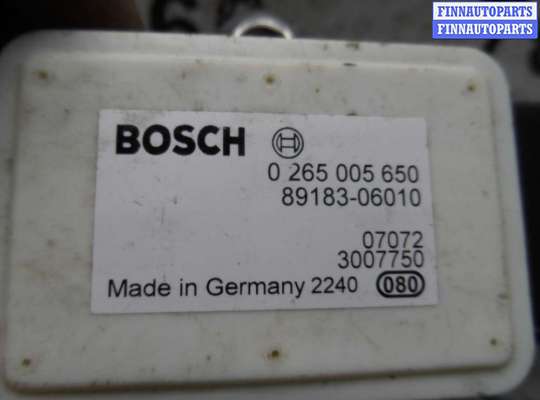 FINNAUTOPARTS
FINNAUTOPARTS
BOSCH
0 265 005 650
89183-06010
07072
3007750
Made in Germany 2240 080